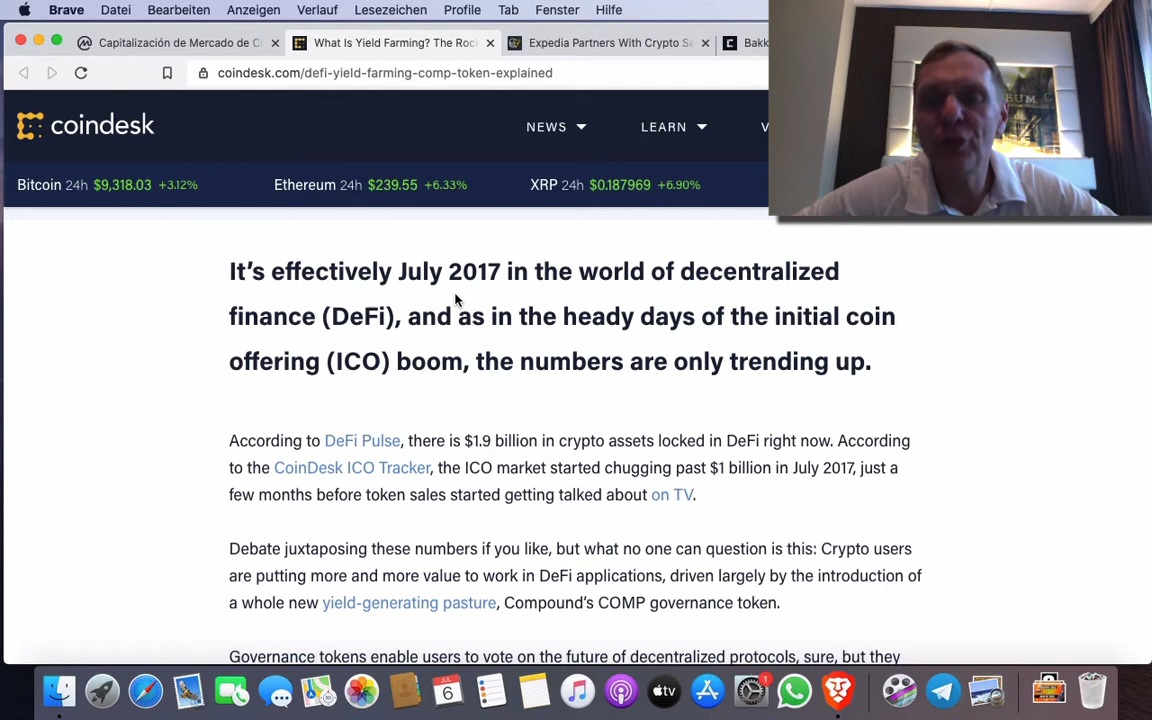 Brave Datei Bearbeiten Anzeigen Verlauf Lesezeichen Profile Tab Fenster Hilfe
Capitalización de Mercado de C
What Is Yield Farming? The Roc
Expedia Partners With Crypto Se
Bakk
coindesk.com/defi-yield-farming-comp-token-explained
coindesk
NEWS LEARN V
Bitcoin 24h $9,318.03 +3.12% Ethereum 24h $239.55 +6.33% XRP 24h $0.187969 +6.90%
It’s effectively July 2017 in the world of decentralized
finance (DeFi), and as in the heady days of the initial coin
offering (ICO) boom, the numbers are only trending up.
According to DeFi Pulse, there is $1.9 billion in crypto assets locked in DeFi right now. According
to the CoinDesk ICO Tracker, the ICO market started chugging past $1 billion in July 2017, just a
few months before token sales started getting talked about on TV.
Debate juxtaposing these numbers if you like, but what no one can question is this: Crypto users
are putting more and more value to work in DeFi applications, driven largely by the introduction of
a whole new yield-generating pasture, Compound’s COMP governance token.
Governance tokens enable users to vote on the future of decentralized protocols, sure, but they
JUL
6
tv
1